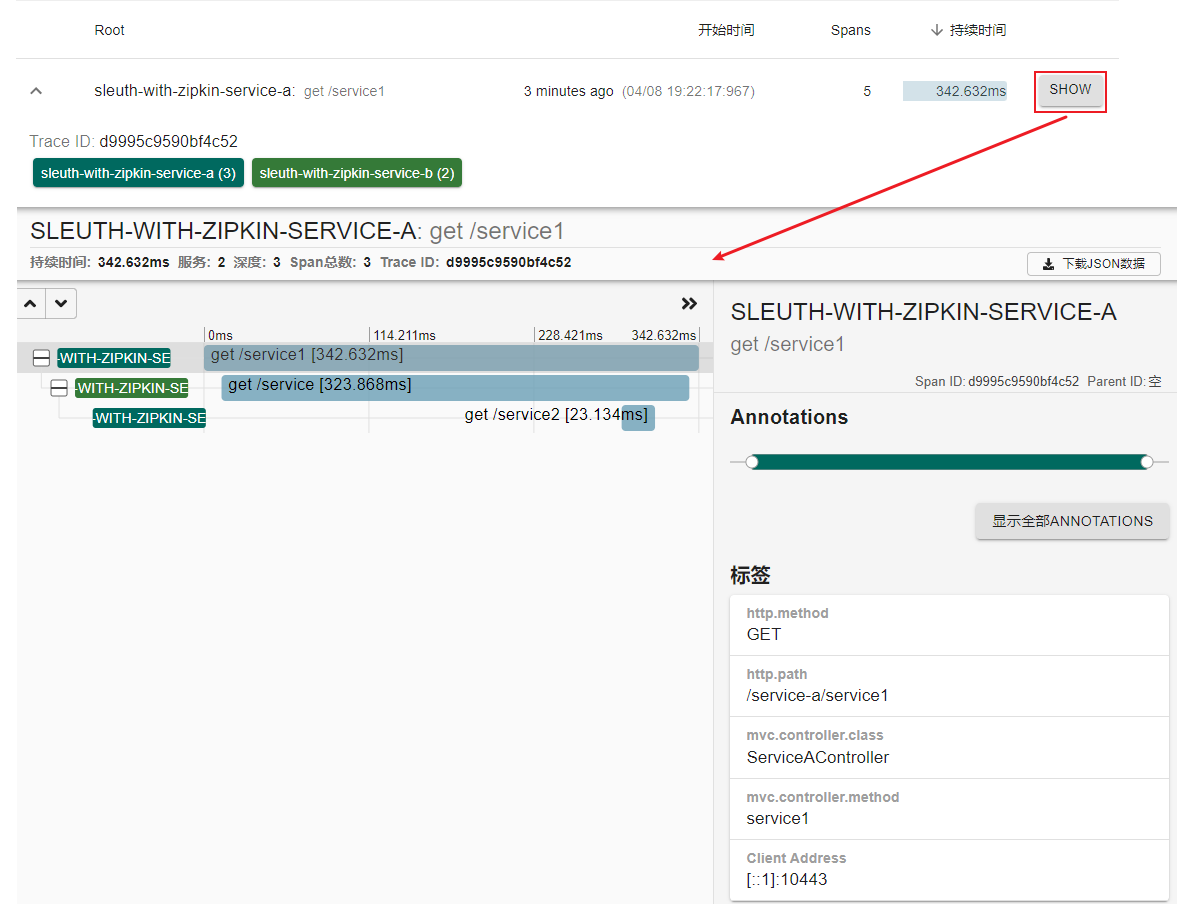 Root 开始时间 Spans 持续时间
sleuth-with-zipkin-service-a: get /service1 3 minutes ago (04/08 19:22:17:967) 5 342.632ms SHOW
Trace ID: d9995c9590bf4c52
sleuth-with-zipkin-service-a (3) sleuth-with-zipkin-service-b (2)
SLEUTH-WITH-ZIPKIN-SERVICE-A: get /service1
持续时间: 342.632ms 服务: 2 深度: 3 Span总数: 3 Trace ID: d9995c9590bf4c52 下载JSON数据
0ms 114.211ms 228.421ms 342.632ms
-WITH-ZIPKIN-SE get /service1 [342.632ms]
-WITH-ZIPKIN-SE get /service [323.868ms]
-WITH-ZIPKIN-SE get /service2 [23.134ms]
SLEUTH-WITH-ZIPKIN-SERVICE-A
get /service1
Span ID: d9995c9590bf4c52 Parent ID: 空
Annotations
显示全部ANNOTATIONS
标签
http.method
GET
http.path
/service-a/service1
mvc.controller.class
ServiceAController
mvc.controller.method
service1
Client Address
[::1]:10443